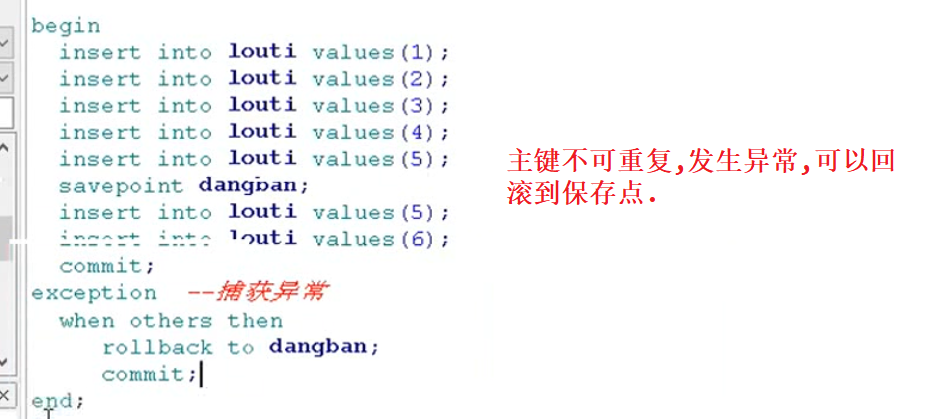 begin
insert into louti values(1);
insert into louti values(2);
insert into louti values(3);
insert into louti values(4);
insert into louti values(5);
savepoint dangban;
insert into louti values(5);
insert into louti values(6);
commit;
exception --捕获异常
when others then
rollback to dangban;
commit;
end;
主键不可重复,发生异常,可以回
滚到保存点.